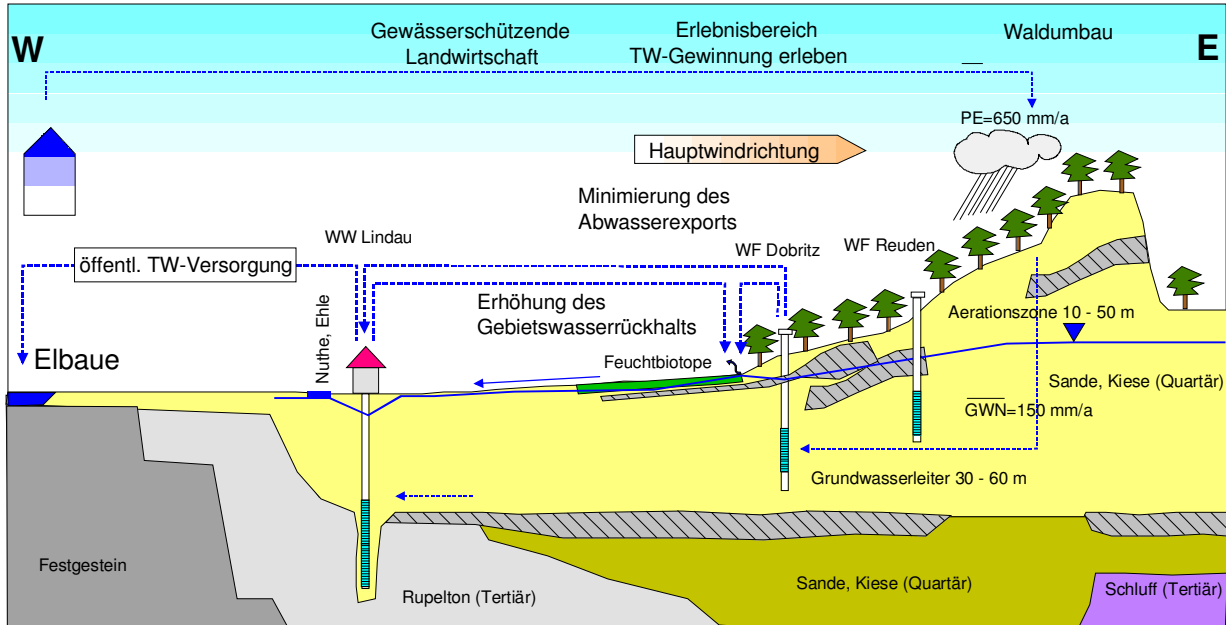 W
Gewässerschützende
Landwirtschaft
Erlebnisbereich
TW-Gewinnung erleben
Waldumbau
E
PE=650 mm/a
Hauptwindrichtung
Minimierung des
Abwasserexports
WW Lindau
WF Dobritz
WF Reuden
öffentl. TW-Versorgung
Erhöhung des
Gebietswasserrückhalts
Nuthe, Ehle
Aerationszone 10 - 50 m
Elbaue
Feuchtbiotope
Sande, Kiese (Quartär)
GWN=150 mm/a
Grundwasserleiter 30 - 60 m
Festgestein
Rupelton (Tertiär)
Sande, Kiese (Quartär)
Schluff (Tertiär)